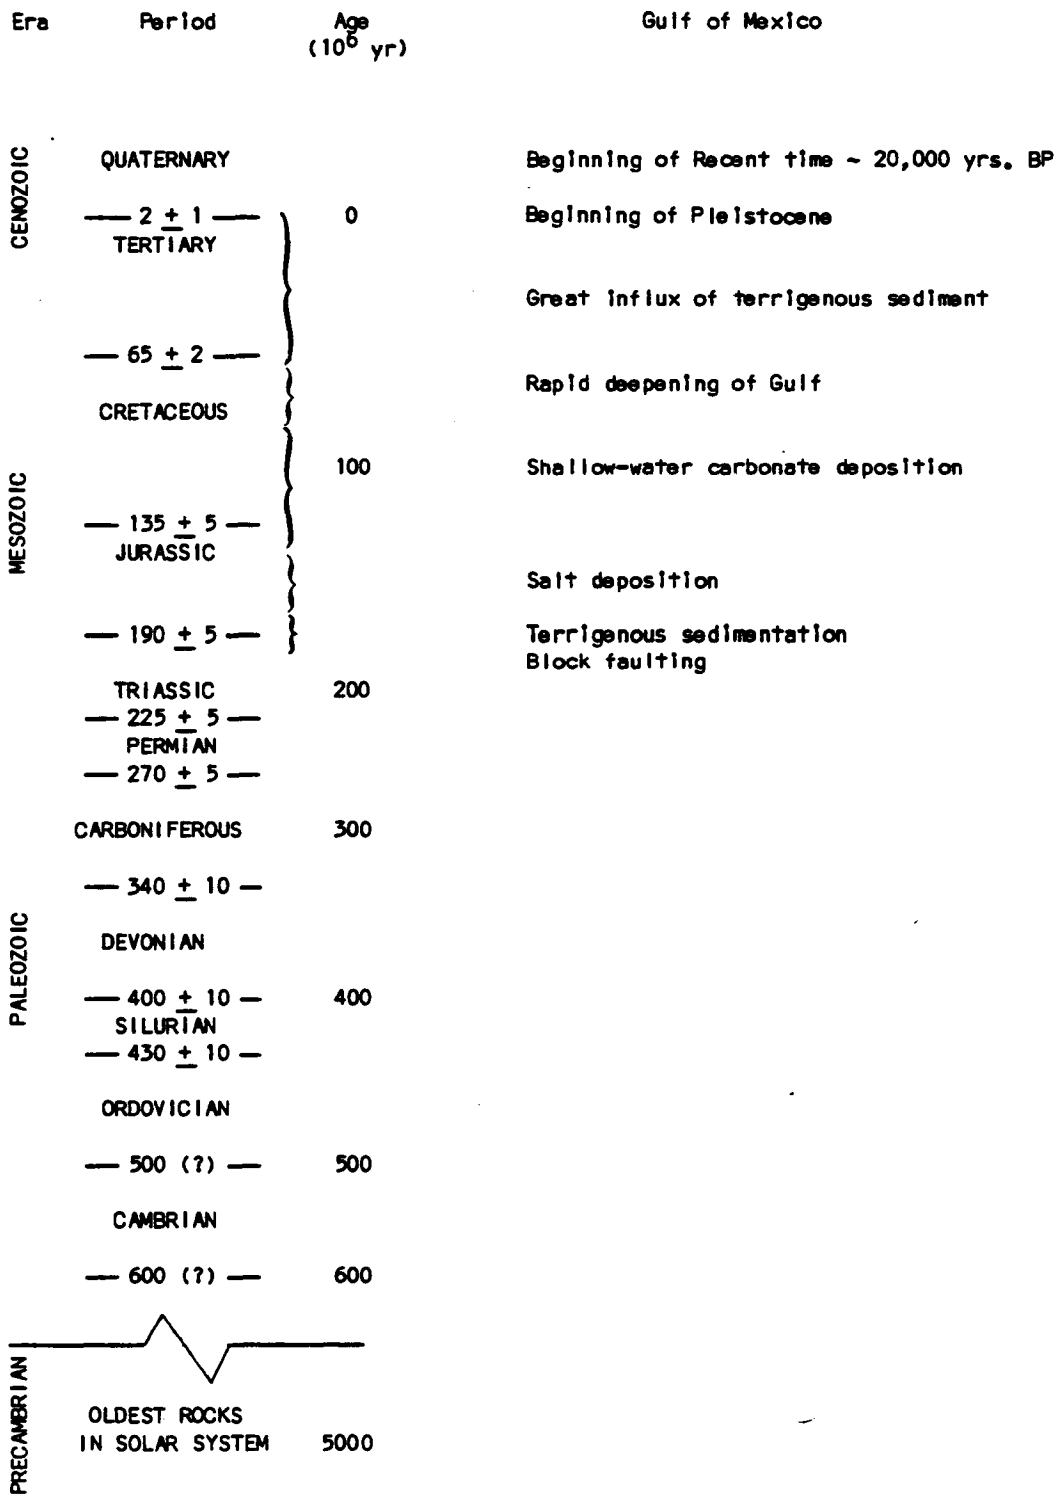 Era Period Age Gulf of Mexico
(10^6 yr)
CENOZOIC
QUATERNARY Beginning of Recent time ~ 20,000 yrs. BP
— 2 ± 1 — 0 Beginning of Pleistocene
TERTIARY
Great influx of terrigenous sediment
— 65 ± 2 —
Rapid deepening of Gulf
CRETACEOUS
MESOZOIC
100 Shallow-water carbonate deposition
— 135 ± 5 —
JURASSIC
Salt deposition
— 190 ± 5 — Terrigenous sedimentation
Block faulting
TRIASSIC 200
— 225 ± 5 —
PERMIAN
— 270 ± 5 —
CARBONIFEROUS 300
— 340 ± 10 —
PALEOZOIC
DEVONIAN
— 400 ± 10 — 400
SILURIAN
— 430 ± 10 —
ORDOVICIAN
— 500 (?) — 500
CAMBRIAN
— 600 (?) — 600
PRECAMBRIAN
OLDEST ROCKS
IN SOLAR SYSTEM 5000